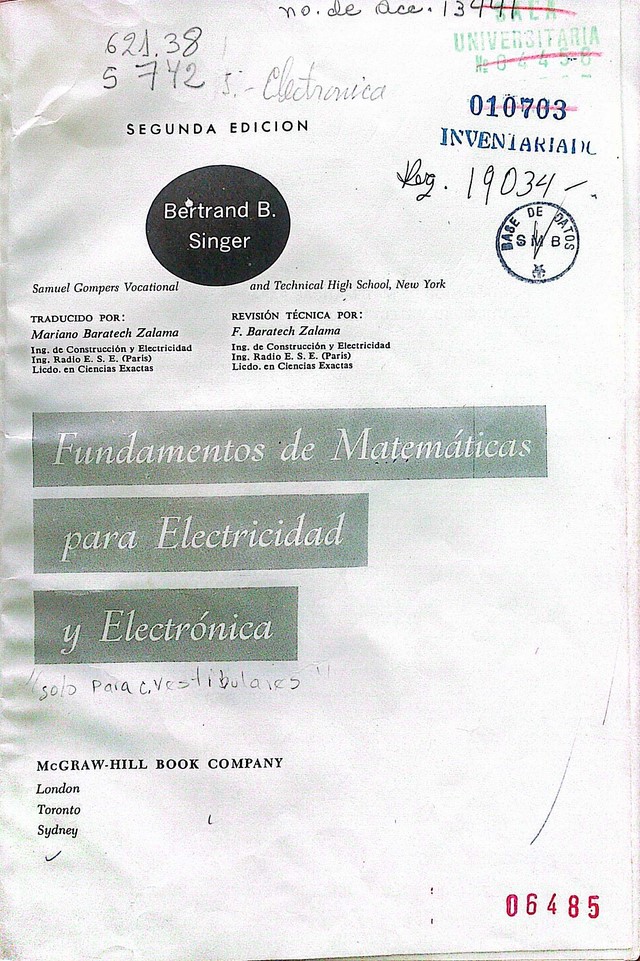 no. de Ace. 13441
SALA
UNIVERSITARIA
621.38
5 742 5.- Electronica
010703
INVENTARIADO
SEGUNDA EDICION
Reg. 19034
BASE DE DATOS
S M B
Bertrand B.
Singer
Samuel Gompers Vocational and Technical High School, New York
TRADUCIDO POR:
Mariano Baratech Zalama
Ing. de Construcción y Electricidad
Ing. Radio E. S. E. (Paris)
Licdo. en Ciencias Exactas
REVISIÓN TÉCNICA POR:
F. Baratech Zalama
Ing. de Construcción y Electricidad
Ing. Radio E. S. E. (Paris)
Licdo. en Ciencias Exactas
Fundamentos de Matemáticas
para Electricidad
y Electrónica
"solo para
McGRAW-HILL BOOK COMPANY
London
Toronto
Sydney
06485